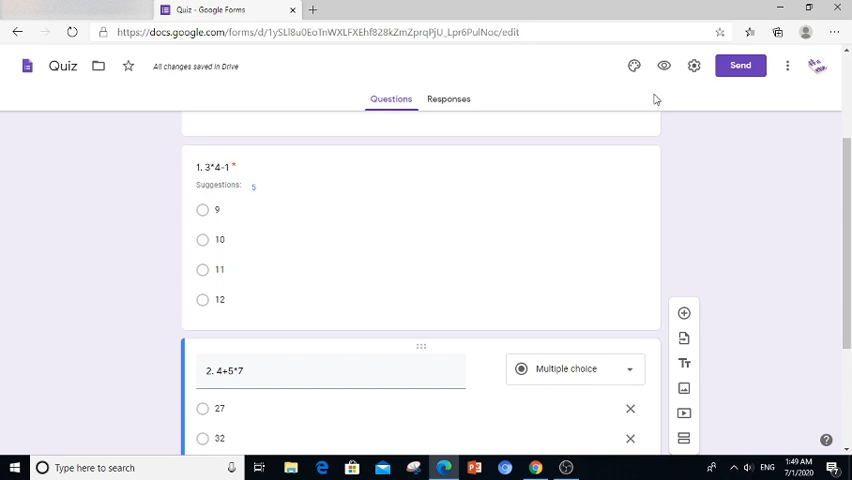 Quiz - Google Forms
https://docs.google.com/forms/d/1ySLl8u0EoTnWXLFXEhf828kZmZprqPjU_Lpr6PulNoc/edit
Quiz
All changes saved in Drive
Send
Questions
Responses
1. 3*4-1 *
Suggestions: 5
9
10
11
12
2. 4+5*7
Multiple choice
27
32
Type here to search
ENG
1:49 AM
7/1/2020